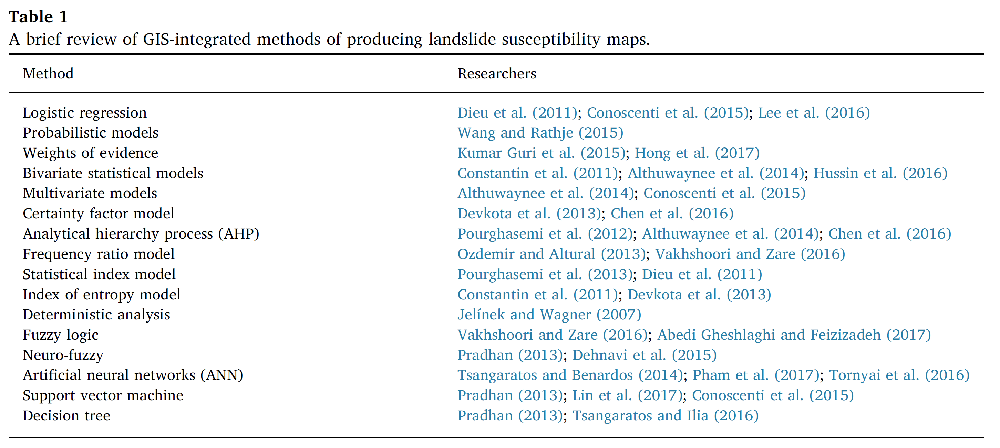 Table 1
A brief review of GIS-integrated methods of producing landslide susceptibility maps.
Method Researchers
Logistic regression Dieu et al. (2011); Conoscenti et al. (2015); Lee et al. (2016)
Probabilistic models Wang and Rathje (2015)
Weights of evidence Kumar Guri et al. (2015); Hong et al. (2017)
Bivariate statistical models Constantin et al. (2011); Althuwaynee et al. (2014); Hussin et al. (2016)
Multivariate models Althuwaynee et al. (2014); Conoscenti et al. (2015)
Certainty factor model Devkota et al. (2013); Chen et al. (2016)
Analytical hierarchy process (AHP) Pourghasemi et al. (2012); Althuwaynee et al. (2014); Chen et al. (2016)
Frequency ratio model Ozdemir and Altural (2013); Vakhshoori and Zare (2016)
Statistical index model Pourghasemi et al. (2013); Dieu et al. (2011)
Index of entropy model Constantin et al. (2011); Devkota et al. (2013)
Deterministic analysis Jelínek and Wagner (2007)
Fuzzy logic Vakhshoori and Zare (2016); Abedi Gheshlaghi and Feizizadeh (2017)
Neuro-fuzzy Pradhan (2013); Dehnavi et al. (2015)
Artificial neural networks (ANN) Tsangaratos and Benardos (2014); Pham et al. (2017); Tornyai et al. (2016)
Support vector machine Pradhan (2013); Lin et al. (2017); Conoscenti et al. (2015)
Decision tree Pradhan (2013); Tsangaratos and Ilia (2016)